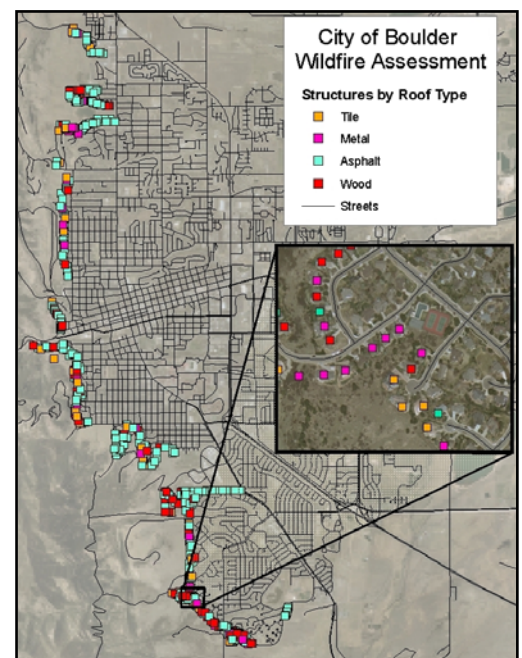 City of Boulder
Wildfire Assessment
Structures by Roof Type
Tile
Metal
Asphalt
Wood
Streets